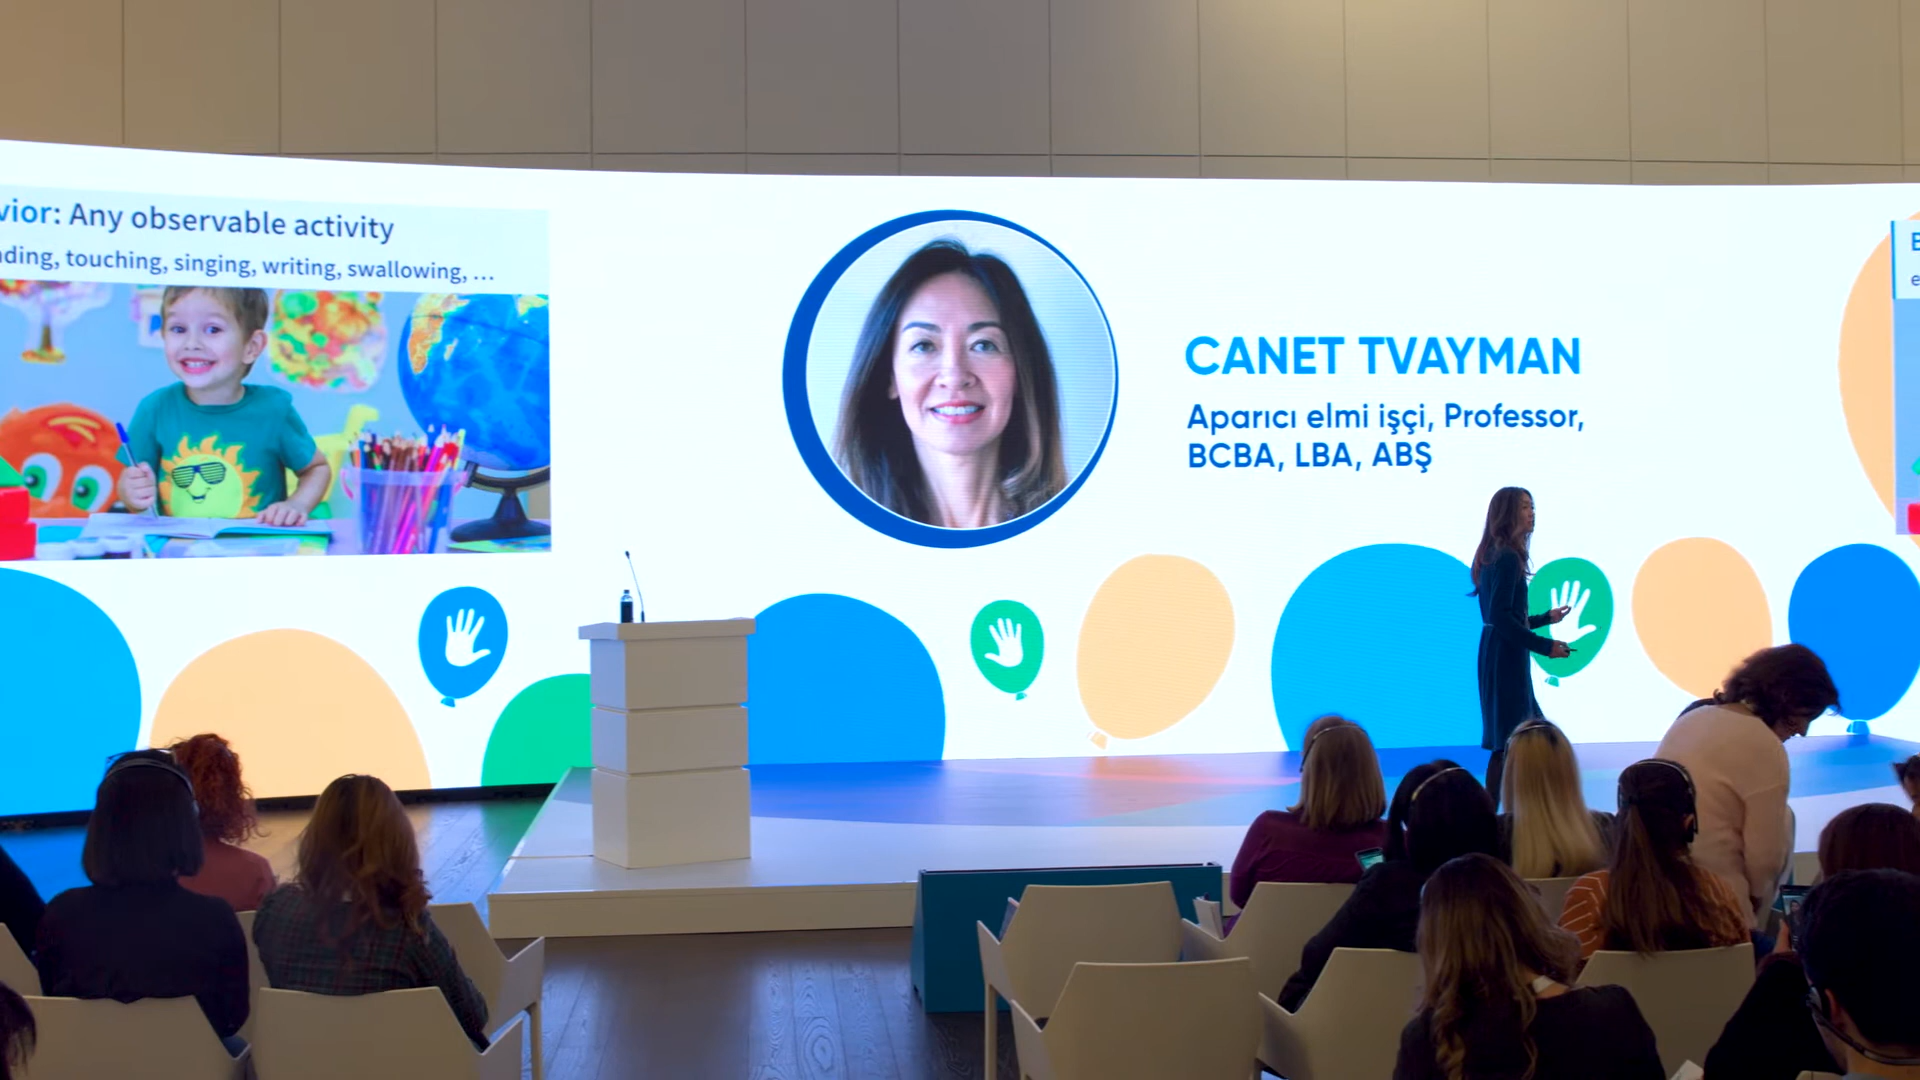 vior: Any observable activity
ding, touching, singing, writing, swallowing, ...
CANET TVAYMAN
Aparıcı elmi işçi, Professor,
BCBA, LBA, ABŞ